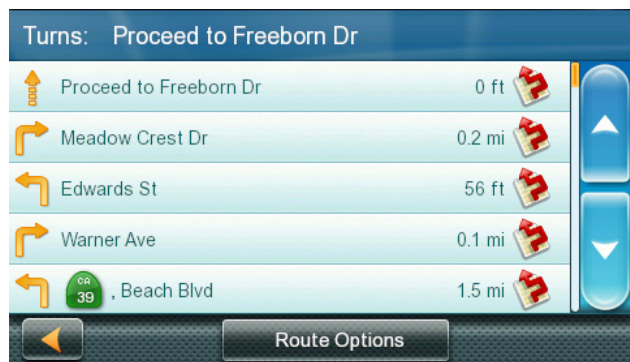 Turns: Proceed to Freeborn Dr
Proceed to Freeborn Dr 0 ft
Meadow Crest Dr 0.2 mi
Edwards St 56 ft
Warner Ave 0.1 mi
CA 39 , Beach Blvd 1.5 mi
Route Options